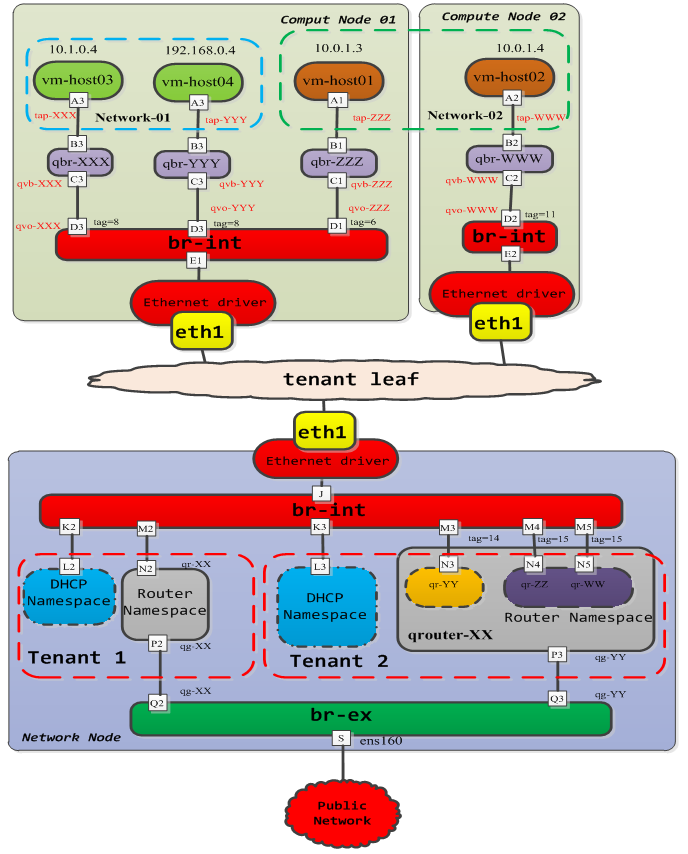 Comput Node 01
Compute Node 02
10.1.0.4
192.168.0.4
10.0.1.3
10.0.1.4
vm-host03
vm-host04
vm-host01
vm-host02
A3
A3
A1
A2
tap-XXX
Network-01
tap-YYY
tap-ZZZ
Network-02
tap-WWW
B3
B3
B1
B2
qbr-XXX
qbr-YYY
qbr-ZZZ
qbr-WWW
qvb-XXX
C3
C3
qvb-YYY
C1
qvb-ZZZ
qvb-WWW
C2
qvo-YYY
qvo-ZZZ
qvo-WWW
qvo-XXX
D3
tag=8
D3
tag=8
D1
tag=6
D2
tag=11
br-int
br-int
E1
E2
Ethernet driver
Ethernet driver
eth1
eth1
tenant leaf
eth1
Ethernet driver
J
br-int
K2
M2
K3
M3
tag=14
M4
tag=15
M5
tag=15
L2
N2
qr-XX
L3
N3
N4
N5
DHCP
Namespace
Router
Namespace
DHCP
Namespace
qr-YY
qr-ZZ
qr-WW
Router Namespace
qrouter-XX
Tenant 1
P2
qg-XX
Tenant 2
P3
qg-YY
Q2
qg-XX
Q3
qg-YY
br-ex
Network Node
S
ens160
Public
Network